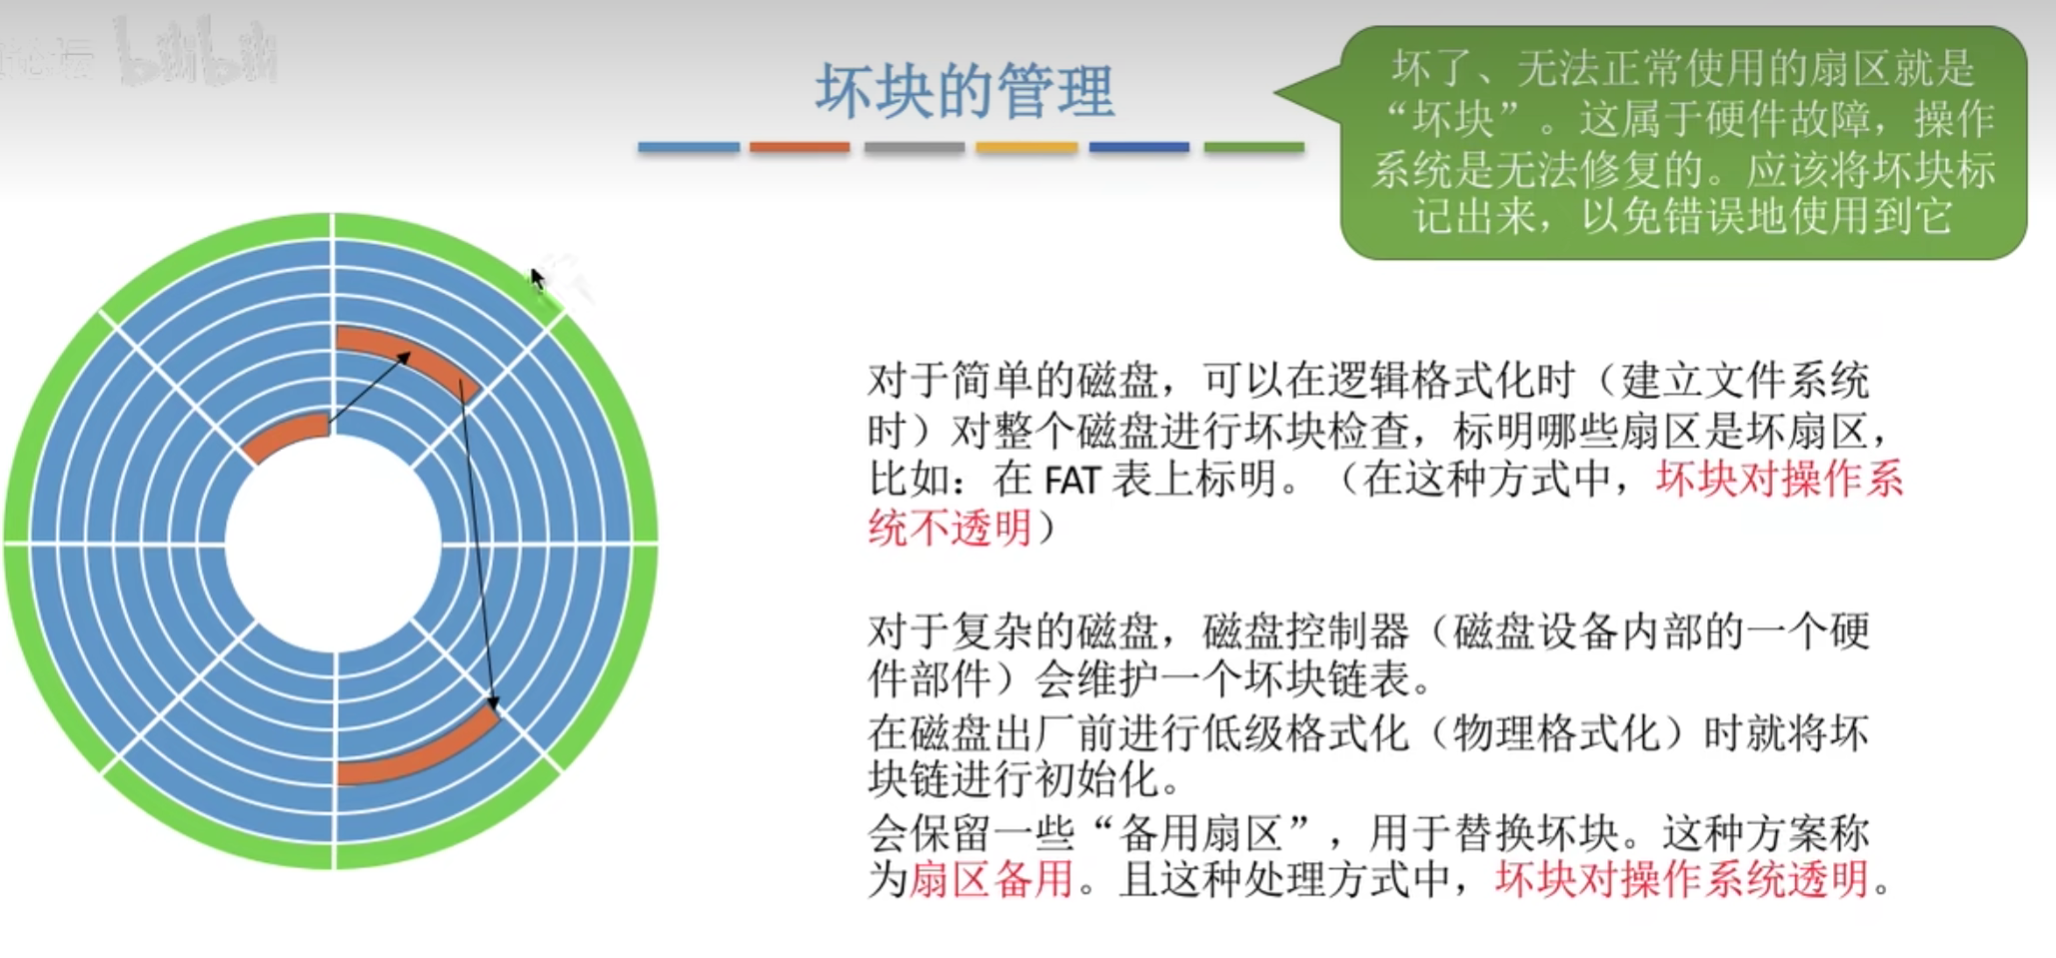 bilibili
坏块的管理
坏了、无法正常使用的扇区就是
“坏块”。这属于硬件故障，操作
系统是无法修复的。应该将坏块标
记出来，以免错误地使用到它
对于简单的磁盘，可以在逻辑格式化时（建立文件系统
时）对整个磁盘进行坏块检查，标明哪些扇区是坏扇区，
比如：在 FAT 表上标明。（在这种方式中，坏块对操作系
统不透明）
对于复杂的磁盘，磁盘控制器（磁盘设备内部的一个硬
件部件）会维护一个坏块链表。
在磁盘出厂前进行低级格式化（物理格式化）时就将坏
块链进行初始化。
会保留一些“备用扇区”，用于替换坏块。这种方案称
为扇区备用。且这种处理方式中，坏块对操作系统透明。